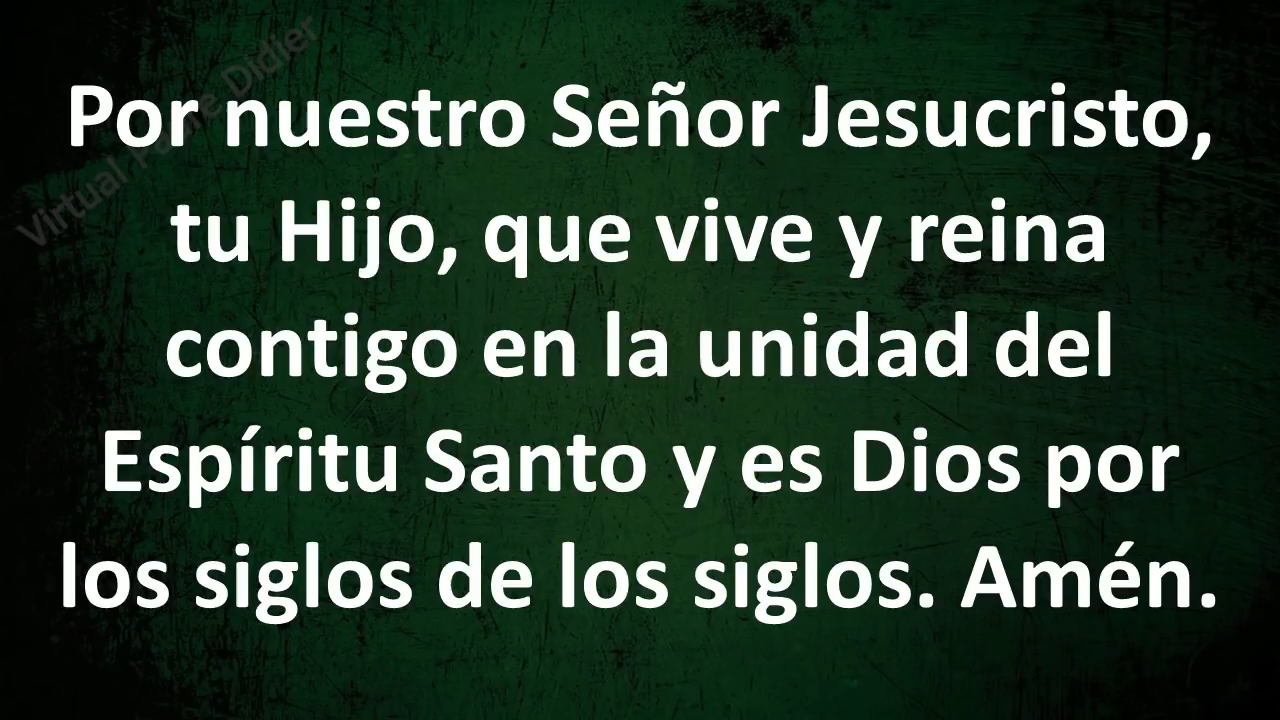 Por nuestro Señor Jesucristo,
tu Hijo, que vive y reina
contigo en la unidad del
Espíritu Santo y es Dios por
los siglos de los siglos. Amén.
Virtual Didier